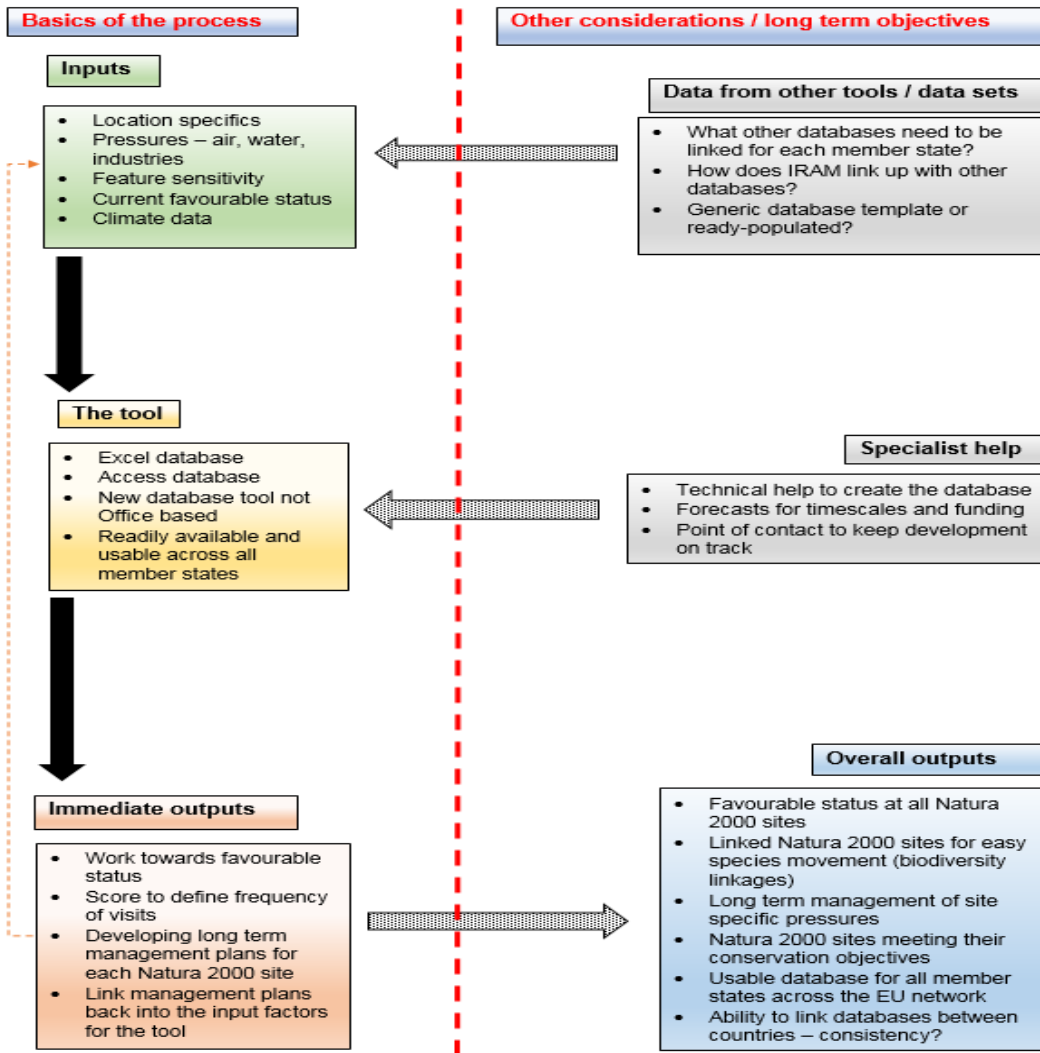 Basics of the process
Inputs
• Location specifics
• Pressures – air, water,
industries
• Feature sensitivity
• Current favourable status
• Climate data
The tool
• Excel database
• Access database
• New database tool not
Office based
• Readily available and
usable across all
member states
Immediate outputs
• Work towards favourable
status
• Score to define frequency
of visits
• Developing long term
management plans for
each Natura 2000 site
• Link management plans
back into the input factors
for the tool
Other considerations / long term objectives
Data from other tools / data sets
• What other databases need to be
linked for each member state?
• How does IRAM link up with other
databases?
• Generic database template or
ready-populated?
Specialist help
• Technical help to create the database
• Forecasts for timescales and funding
• Point of contact to keep development
on track
Overall outputs
• Favourable status at all Natura
2000 sites
• Linked Natura 2000 sites for easy
species movement (biodiversity
linkages)
• Long term management of site
specific pressures
• Natura 2000 sites meeting their
conservation objectives
• Usable database for all member
states across the EU network
• Ability to link databases between
countries – consistency?